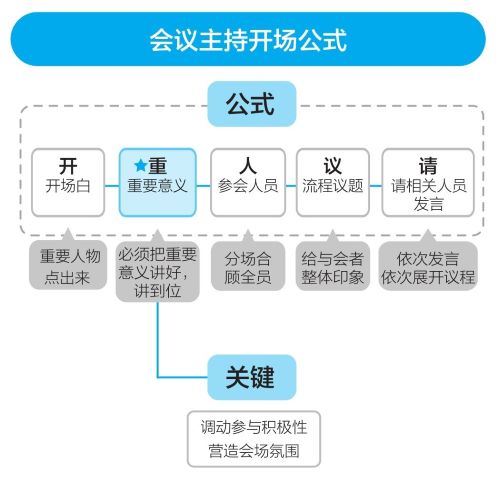 会议主持开场公式
公式
开
开场白
★重
重要意义
人
参会人员
议
流程议题
请
请相关人员
发言
重要人物
点出来
必须把重要
意义讲好，
讲到位
分场合
顾全员
给与会者
整体印象
依次发言
依次展开议程
关键
调动参与积极性
营造会场氛围